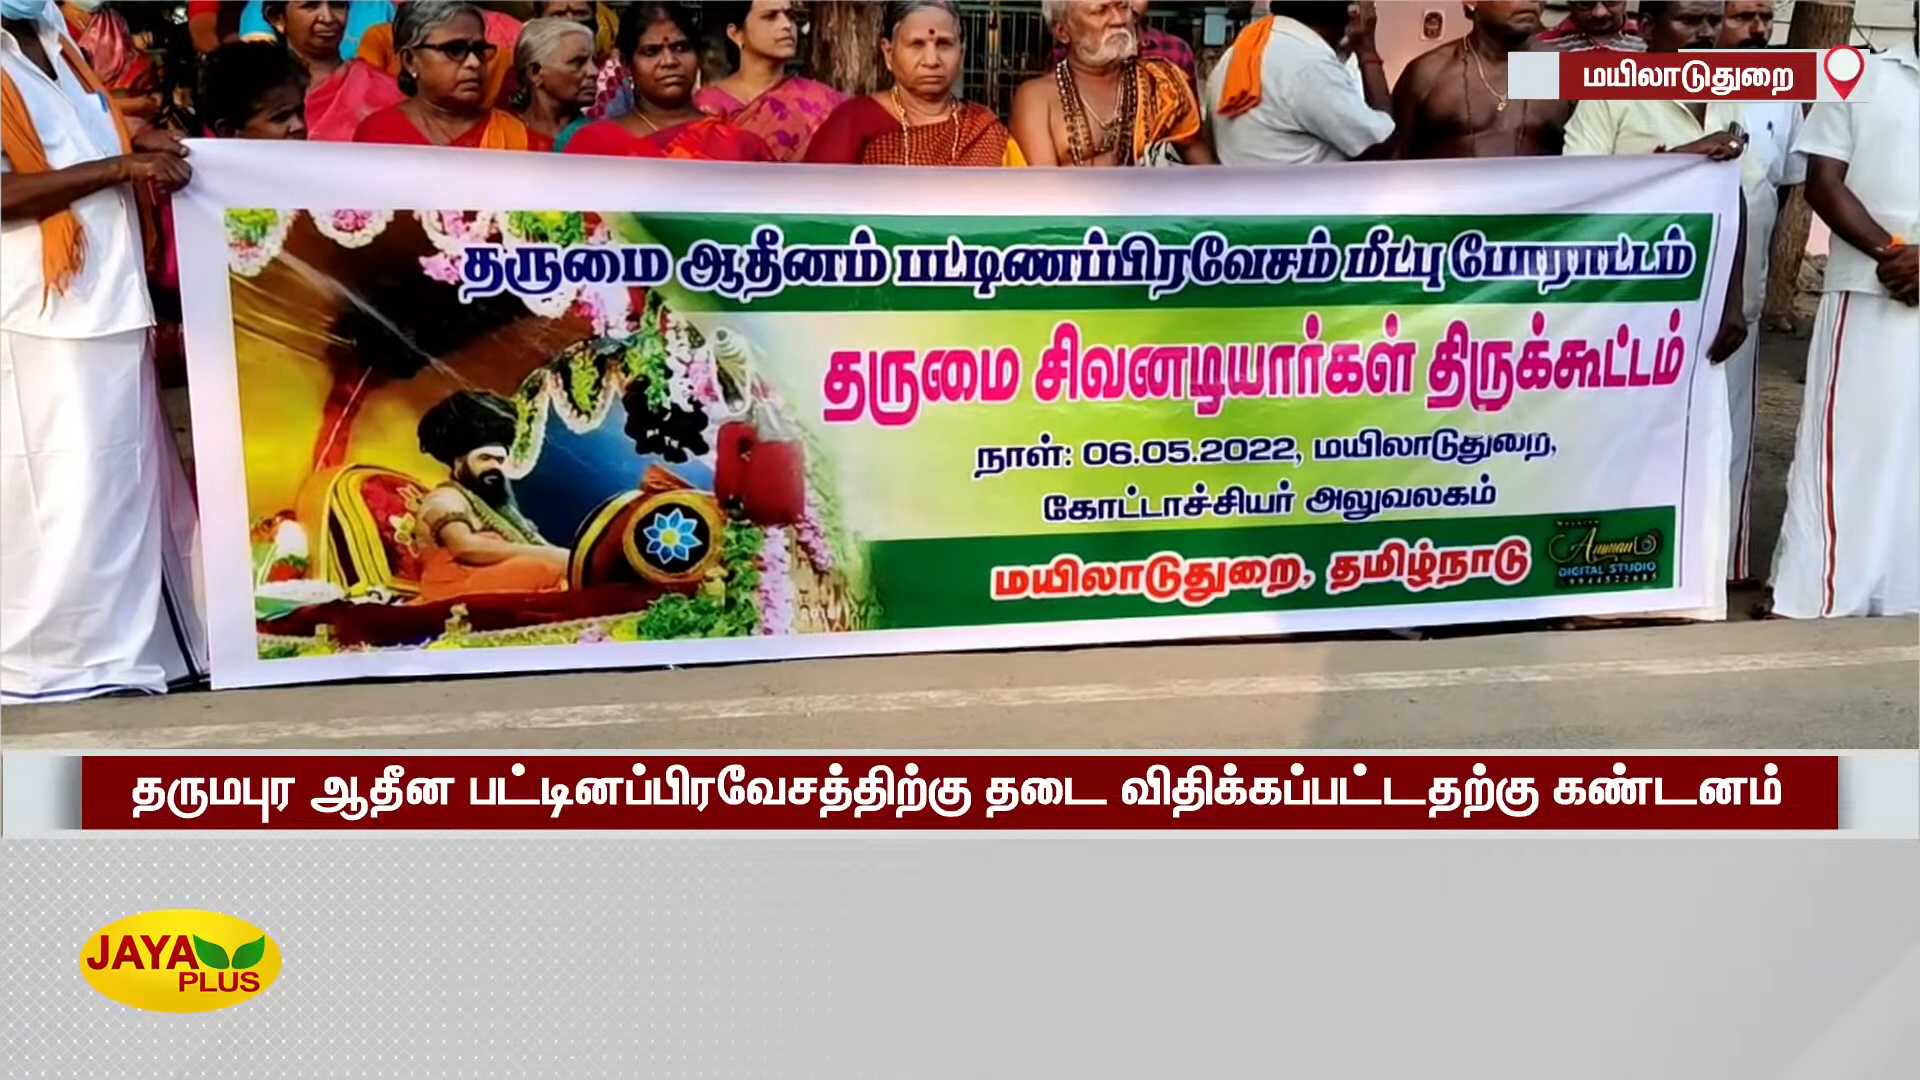 மயிலாடுதுறை
தருமை ஆதீனம் பட்டிணப்பிரவேசம் மீட்பு போராட்டம்
தருமை சிவனடியார்கள் திருக்கூட்டம்
நாள்: 06.05.2022, மயிலாடுதுறை,
கோட்டாச்சியர் அலுவலகம்
மயிலாடுதுறை, தமிழ்நாடு
Amman
DIGITAL STUDIO
9944522685
தருமபுர ஆதீன பட்டினப்பிரவேசத்திற்கு தடை விதிக்கப்பட்டதற்கு கண்டனம்
JAYA
PLUS